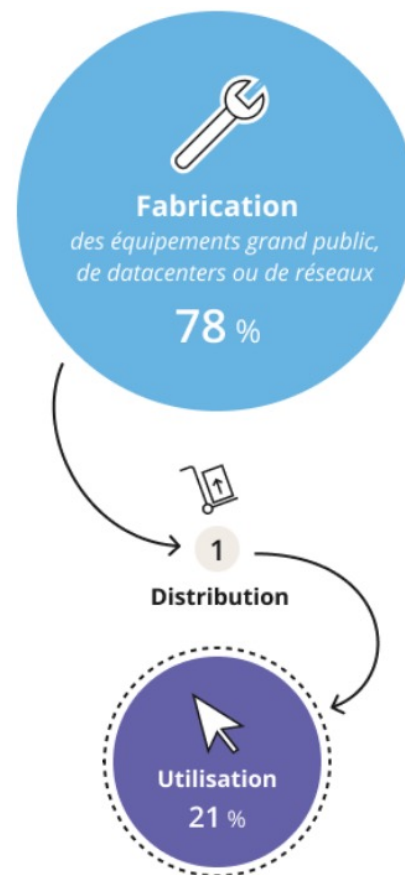 Fabrication
des équipements grand public,
de datacenters ou de réseaux
78 %
1
Distribution
Utilisation
21 %